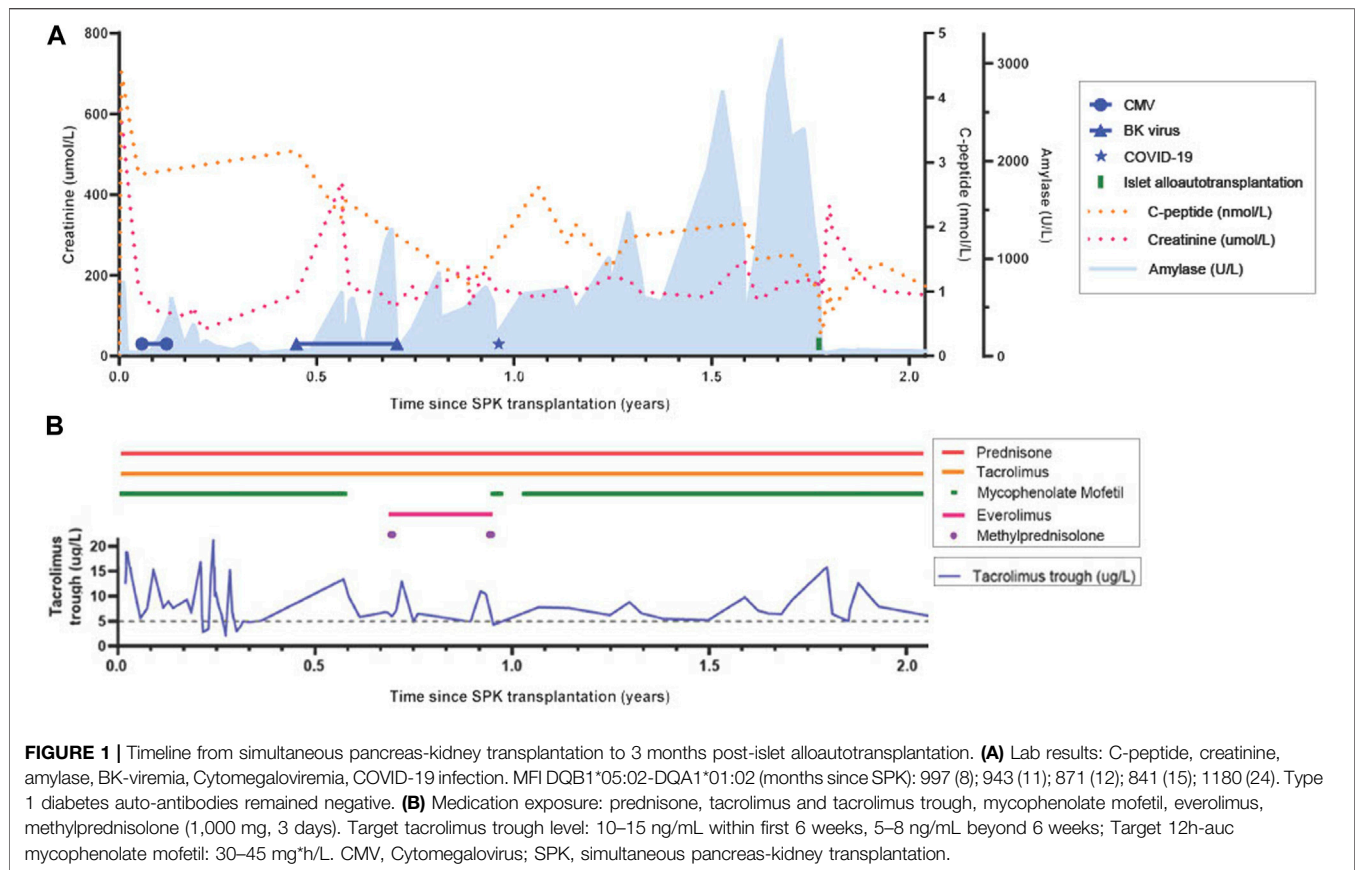 A
800
600
400
200
0
Creatinine (umol/L)
5
4
3
2
1
0
C-peptide (nmol/L)
3000
2000
1000
0
Amylase (U/L)
0.0
0.5
1.0
1.5
2.0
Time since SPK transplantation (years)
CMV
BK virus
COVID-19
Islet alloautotransplantation
C-peptide (nmol/L)
Creatinine (umol/L)
Amylase (U/L)
B
Prednisone
Tacrolimus
Mycophenolate Mofetil
Everolimus
Methylprednisolone
Tacrolimus trough (ug/L)
Tacrolimus
trough (ug/L)
20
15
10
5
0
0.0
0.5
1.0
1.5
2.0
Time since SPK transplantation (years)
FIGURE 1 | Timeline from simultaneous pancreas-kidney transplantation to 3 months post-islet alloautotransplantation. (A) Lab results: C-peptide, creatinine,
amylase, BK-viremia, Cytomegaloviremia, COVID-19 infection. MFI DQB1*05:02-DQA1*01:02 (months since SPK): 997 (8); 943 (11); 871 (12); 841 (15); 1180 (24). Type
1 diabetes auto-antibodies remained negative. (B) Medication exposure: prednisone, tacrolimus and tacrolimus trough, mycophenolate mofetil, everolimus,
methylprednisolone (1,000 mg, 3 days). Target tacrolimus trough level: 10–15 ng/mL within first 6 weeks, 5–8 ng/mL beyond 6 weeks; Target 12h-auc
mycophenolate mofetil: 30–45 mg*h/L. CMV, Cytomegalovirus; SPK, simultaneous pancreas-kidney transplantation.